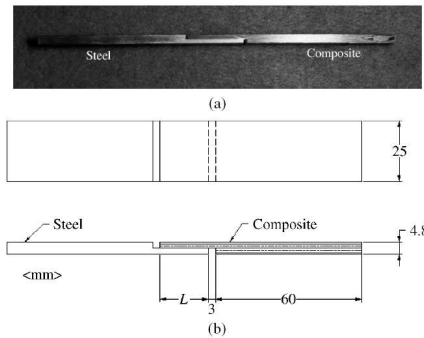 Steel
Composite
(a)
25
Steel
Composite
4.8
<mm>
L
3
60
(b)